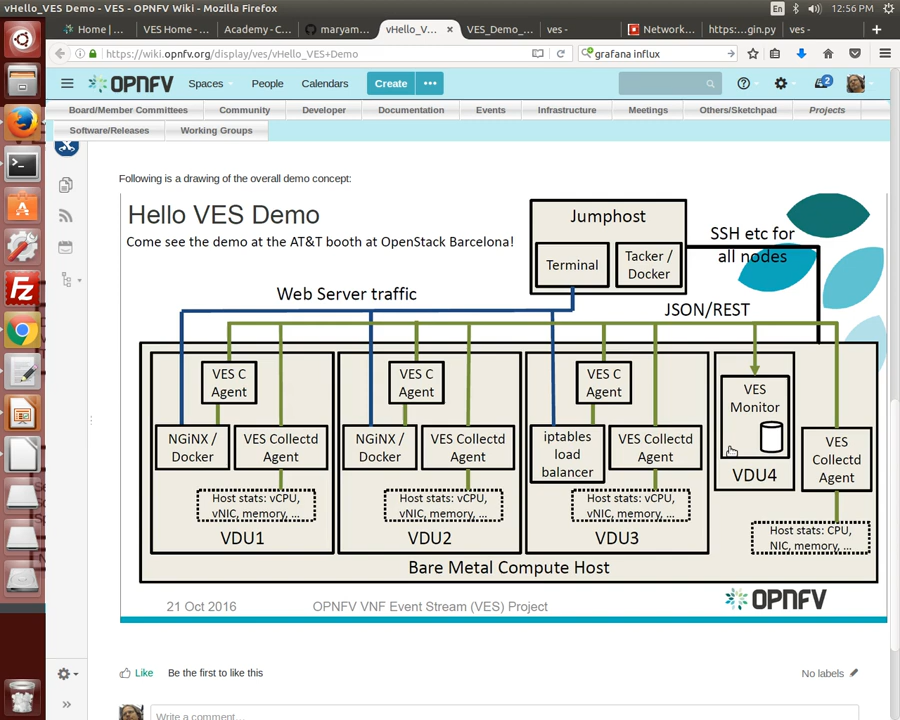 vHello_VES Demo - VES - OPNFV Wiki - Mozilla Firefox
En
12:56 PM
Home | ...
VES Home...
Academy - C...
maryam...
vHello_V...
VES_Demo_...
ves -
Network...
https:...gin.py
ves -
https://wiki.opnfv.org/display/ves/vHello_VES+Demo
grafana influx
OPNFV
Spaces
People
Calendars
Create
2
Board/Member Committees
Community
Developer
Documentation
Events
Infrastructure
Meetings
Others/Sketchpad
Projects
Software/Releases
Working Groups
Following is a drawing of the overall demo concept:
Hello VES Demo
Come see the demo at the AT&T booth at OpenStack Barcelona!
Jumphost
Terminal
Tacker /
Docker
SSH etc for
all nodes
Web Server traffic
JSON/REST
VES C
Agent
NGiNX /
Docker
VES Collectd
Agent
Host stats: vCPU,
vNIC, memory, ...
VDU1
VES C
Agent
NGiNX /
Docker
VES Collectd
Agent
Host stats: vCPU,
vNIC, memory, ...
VDU2
VES C
Agent
iptables
load
balancer
VES Collectd
Agent
Host stats: vCPU,
vNIC, memory, ...
VDU3
VES
Monitor
VDU4
VES
Collectd
Agent
Host stats: CPU,
NIC, memory, ...
Bare Metal Compute Host
21 Oct 2016
OPNFV VNF Event Stream (VES) Project
OPNFV
Like
Be the first to like this
No labels
Write a comment...